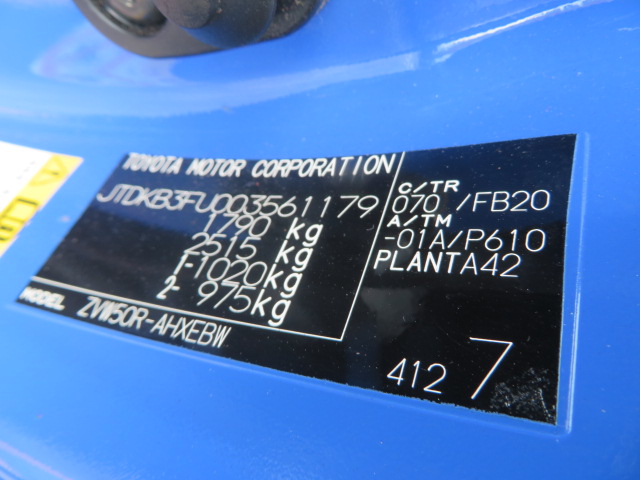 TOYOTA MOTOR CORPORATION
JTDKB3FU003561179
1790 kg
2515 kg
1-1020kg
2- 975kg
MODEL ZVW50R-AHXEBW
C/TR
070 /FB20
A/TM
-01A/P610
PLANTA42
412 7